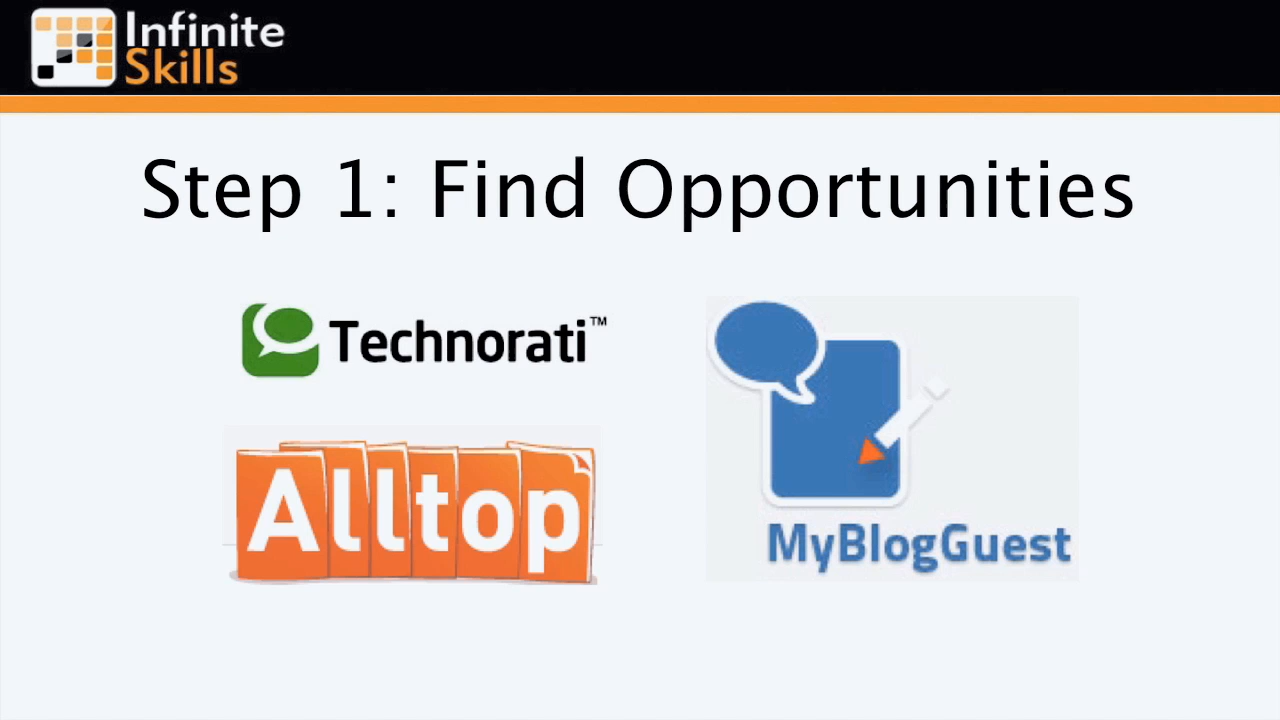 Infinite
Skills
Step 1: Find Opportunities
Technorati™
Alltop
MyBlogGuest